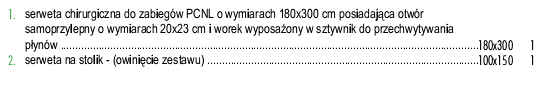 1. serweta chirurgiczna do zabiegów PCNL o wymiarach 180x300 cm posiadająca otwór
samoprzylepny o wymiarach 20x23 cm i worek wyposażony w sztywnik do przechwytywania
płynów ........................................................................................................................................180x300 1
2. serweta na stolik - (owinięcie zestawu) ..........................................................................................100x150 1